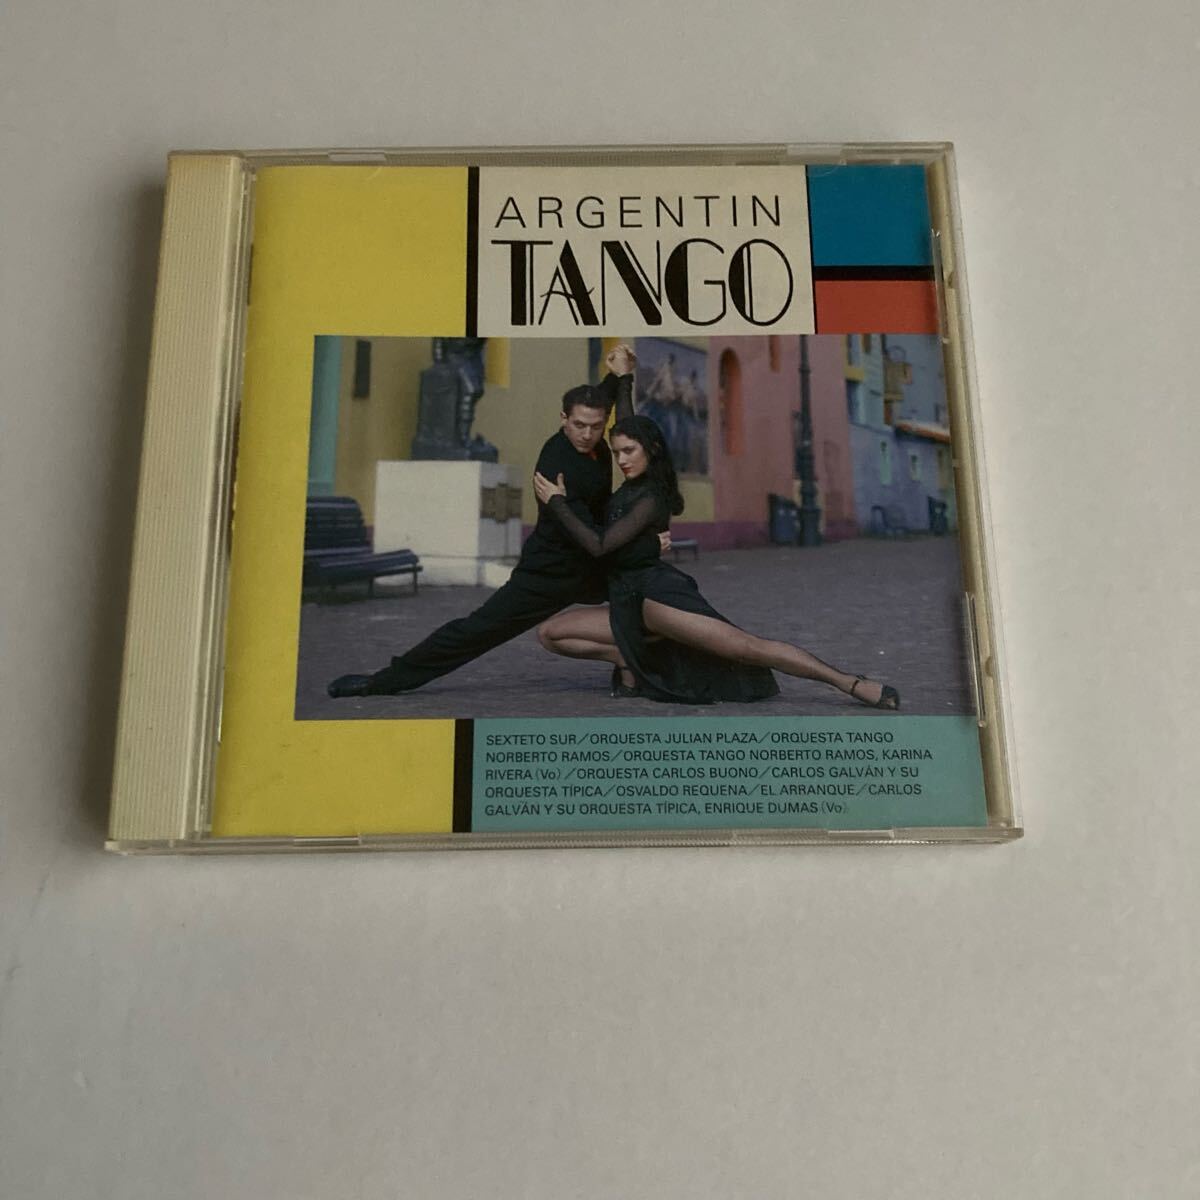 ARGENTIN
TANGO
SEXTETO SUR／ORQUESTA JULIAN PLAZA／ORQUESTA TANGO
NORBERTO RAMOS／ORQUESTA TANGO NORBERTO RAMOS, KARINA
RIVERA(Vo)／ORQUESTA CARLOS BUONO／CARLOS GALVÁN Y SU
ORQUESTA TÍPICA／OSVALDO REQUENA／EL ARRANQUE／CARLOS
GALVÁN Y SU ORQUESTA TÍPICA, ENRIQUE DUMAS(Vo)